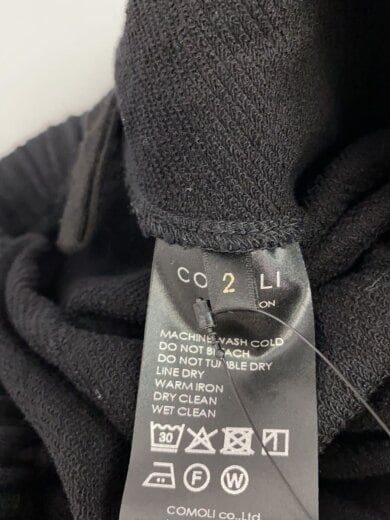 CO 2 LI
ON
MACHINE WASH COLD
DO NOT BLEACH
DO NOT TUMBLE DRY
LINE DRY
WARM IRON
DRY CLEAN
WET CLEAN
30
F W
COMOLI CO., Ltd.